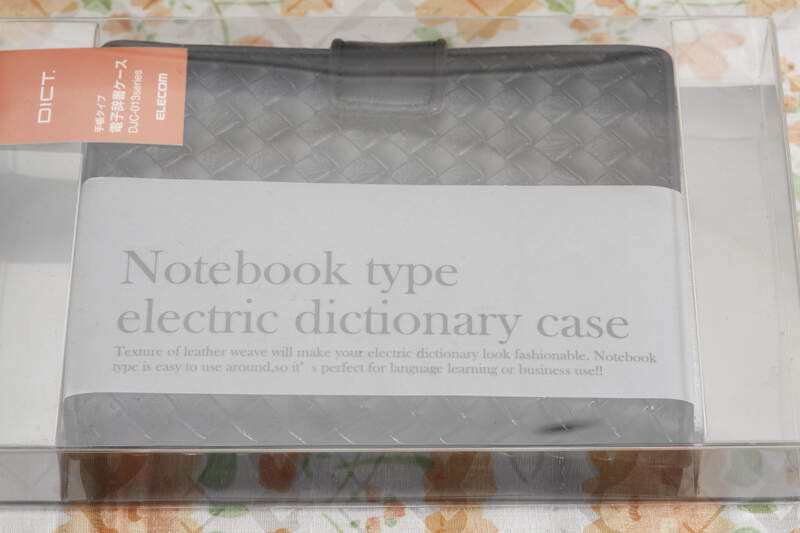 DICT.
手帳タイプ
電子辞書ケース
DJC-013series
ELECOM
Notebook type
electric dictionary case
Texture of leather weave will make your electric dictionary look fashionable. Notebook
type is easy to use around,so it's perfect for language learning or business use!!